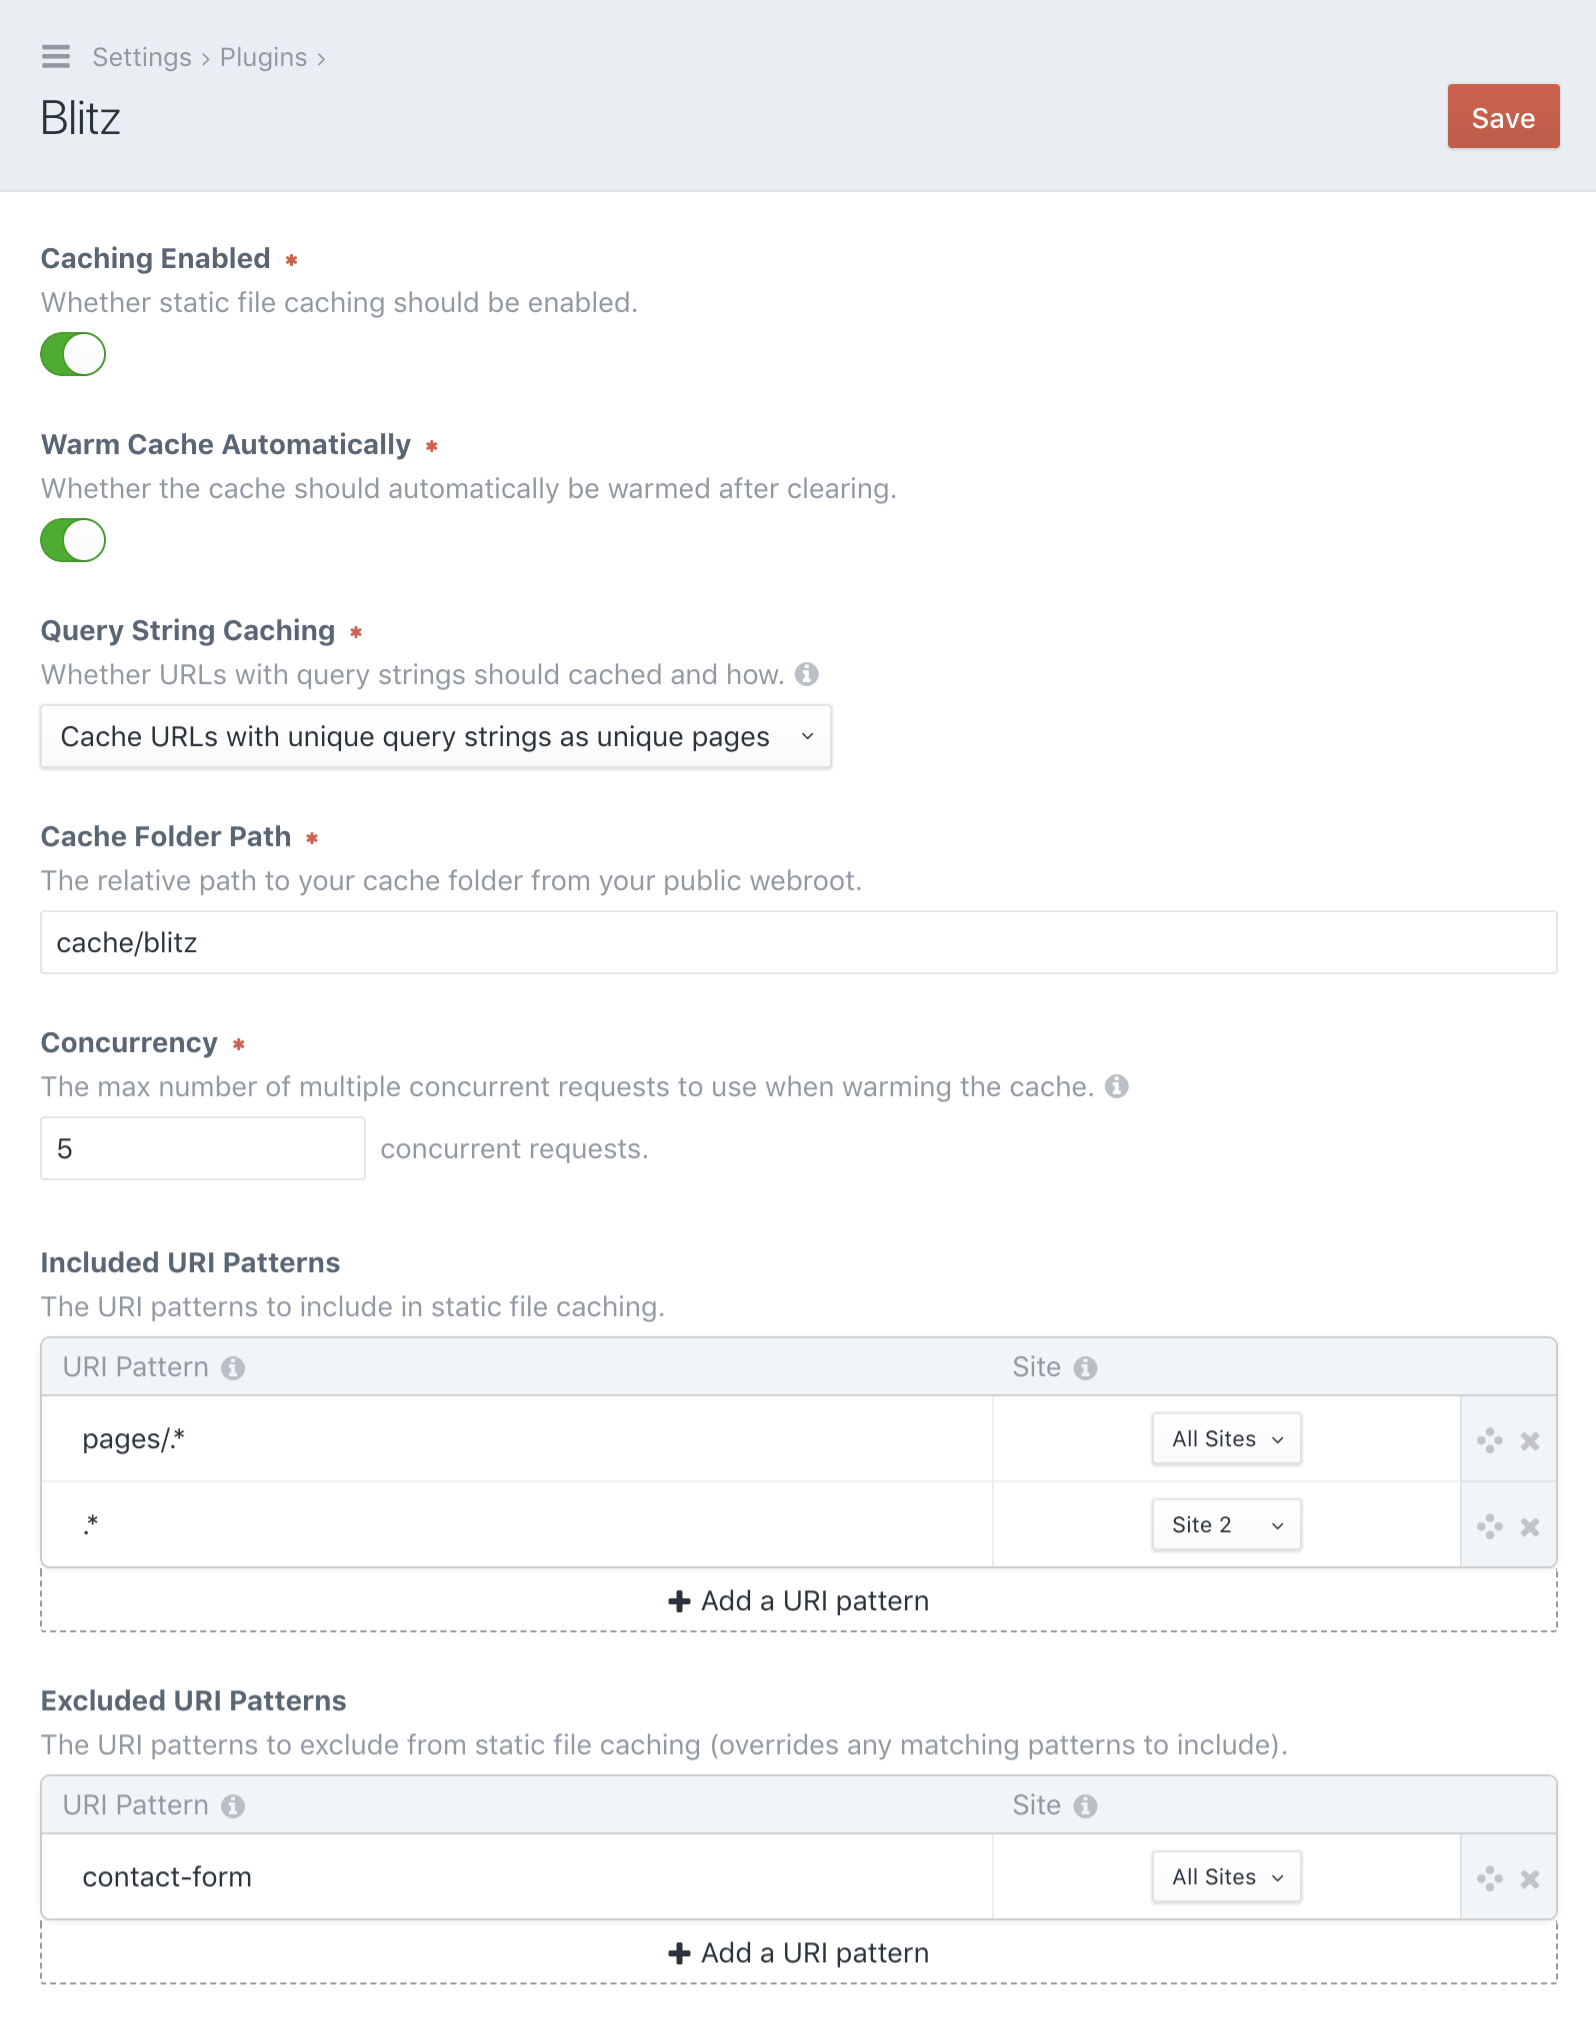 Settings › Plugins ›
Blitz
Save
Caching Enabled *
Whether static file caching should be enabled.
Warm Cache Automatically *
Whether the cache should automatically be warmed after clearing.
Query String Caching *
Whether URLs with query strings should cached and how.
Cache URLs with unique query strings as unique pages
Cache Folder Path *
The relative path to your cache folder from your public webroot.
cache/blitz
Concurrency *
The max number of multiple concurrent requests to use when warming the cache.
5 concurrent requests.
Included URI Patterns
The URI patterns to include in static file caching.
URI Pattern Site
pages/.* All Sites
.* Site 2
+ Add a URI pattern
Excluded URI Patterns
The URI patterns to exclude from static file caching (overrides any matching patterns to include).
URI Pattern Site
contact-form All Sites
+ Add a URI pattern